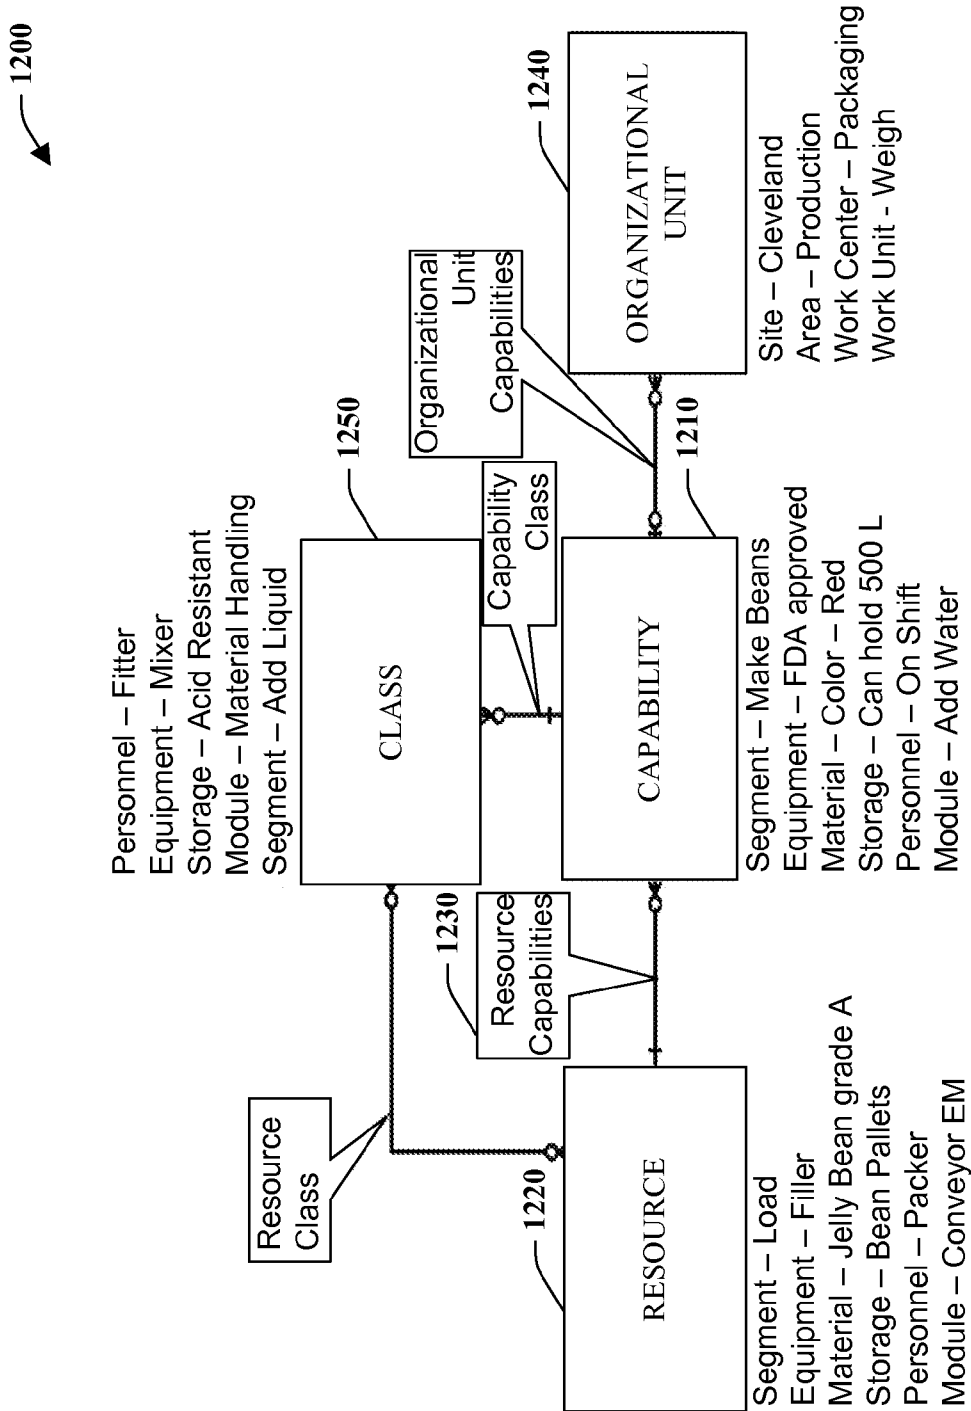 1200
Personnel – Fitter
Equipment – Mixer
Storage – Acid Resistant
Module – Material Handling
Segment – Add Liquid
1250
CLASS
Resource
Class
Capability
Class
Organizational
Unit
Capabilities
1240
ORGANIZATIONAL
UNIT
Site – Cleveland
Area – Production
Work Center – Packaging
Work Unit - Weigh
1230
Resource
Capabilities
1210
CAPABILITY
Segment – Make Beans
Equipment – FDA approved
Material – Color – Red
Storage – Can hold 500 L
Personnel – On Shift
Module – Add Water
1220
RESOURCE
Segment – Load
Equipment – Filler
Material – Jelly Bean grade A
Storage – Bean Pallets
Personnel – Packer
Module – Conveyor EM